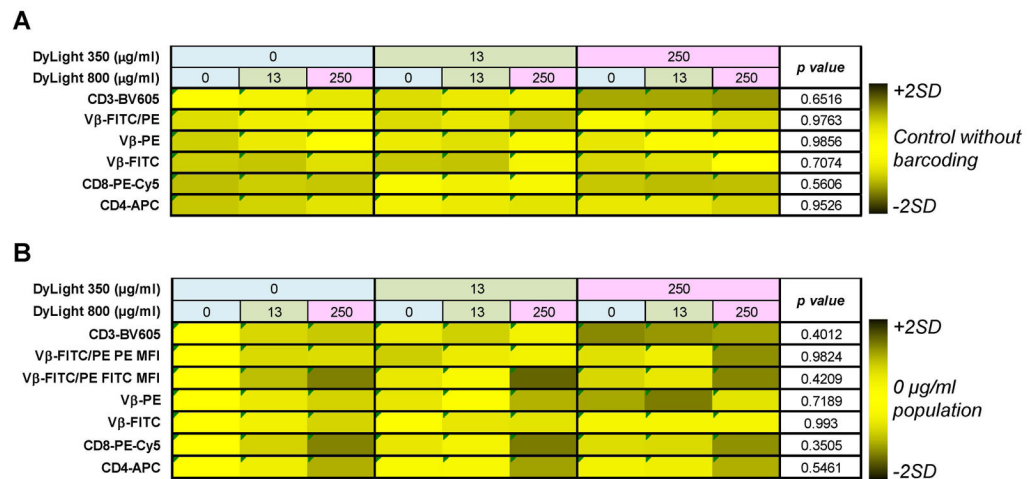 A
DyLight 350 (µg/ml) 0 13 250 p value
DyLight 800 (µg/ml) 0 13 250 0 13 250 0 13 250
CD3-BV605 0.6516
Vβ-FITC/PE 0.9763
Vβ-PE 0.9856
Vβ-FITC 0.7074
CD8-PE-Cy5 0.5606
CD4-APC 0.9526
+2SD
Control without
barcoding
-2SD
B
DyLight 350 (µg/ml) 0 13 250 p value
DyLight 800 (µg/ml) 0 13 250 0 13 250 0 13 250
CD3-BV605 0.4012
Vβ-FITC/PE PE MFI 0.9824
Vβ-FITC/PE FITC MFI 0.4209
Vβ-PE 0.7189
Vβ-FITC 0.993
CD8-PE-Cy5 0.3505
CD4-APC 0.5461
+2SD
0 µg/ml
population
-2SD